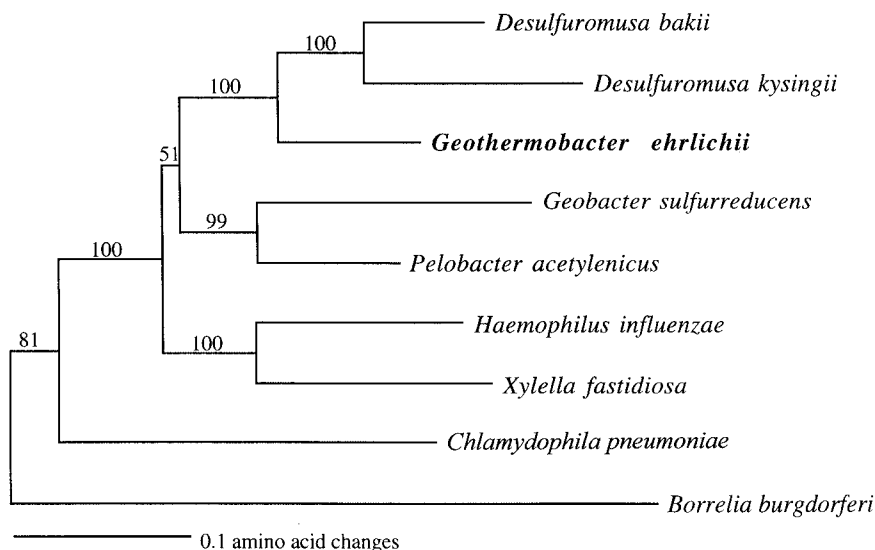 Desulfuromusa bakii
100
Desulfuromusa kysingii
100
Geothermobacter ehrlichii
51
Geobacter sulfurreducens
99
Pelobacter acetylenicus
100
Haemophilus influenzae
81
100
Xylella fastidiosa
Chlamydophila pneumoniae
Borrelia burgdorferi
0.1 amino acid changes